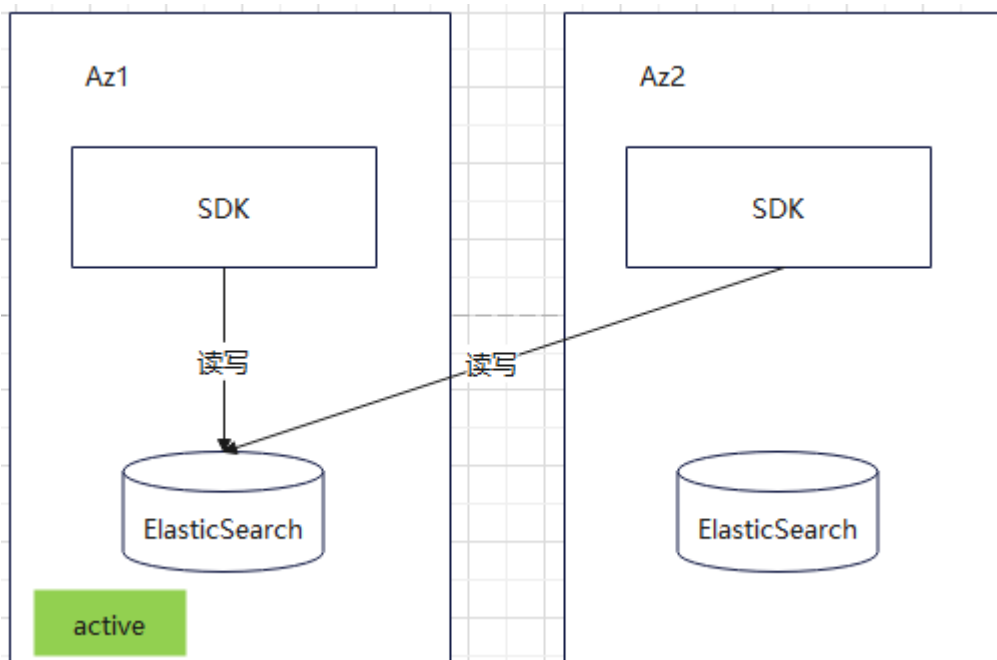 Az1
Az2
SDK
SDK
读写
读写
ElasticSearch
ElasticSearch
active